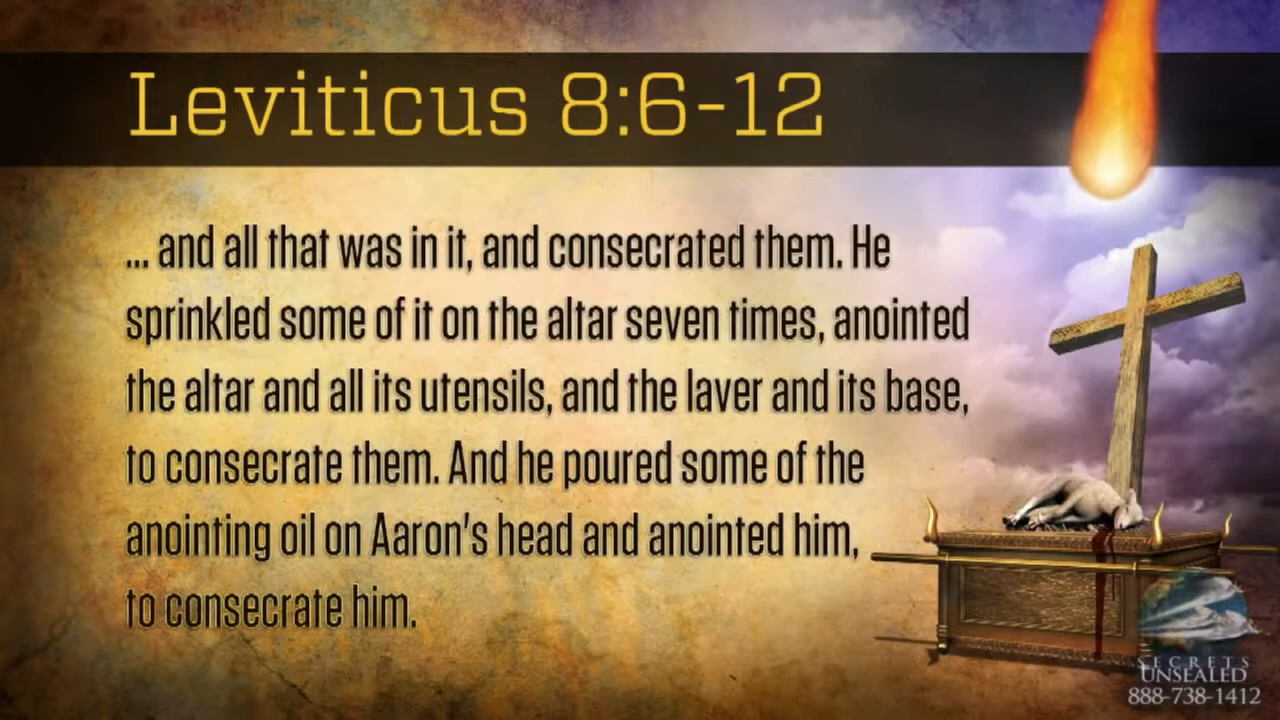 Leviticus 8:6-12
... and all that was in it, and consecrated them. He
sprinkled some of it on the altar seven times, anointed
the altar and all its utensils, and the laver and its base,
to consecrate them. And he poured some of the
anointing oil on Aaron's head and anointed him,
to consecrate him.
SECRETS
UNSEALED
888-738-1412